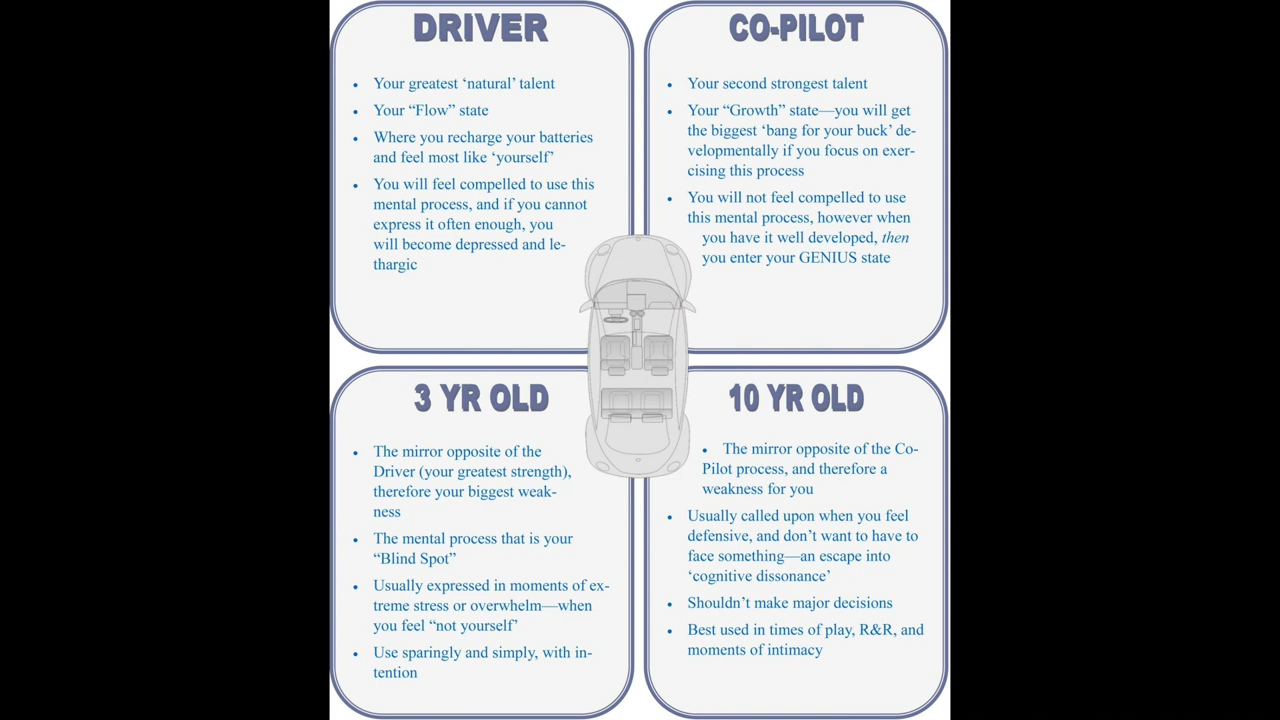 DRIVER
• Your greatest ‘natural’ talent
• Your “Flow” state
• Where you recharge your batteries
and feel most like ‘yourself’
• You will feel compelled to use this
mental process, and if you cannot
express it often enough, you
will become depressed and le-
thargic
CO-PILOT
• Your second strongest talent
• Your “Growth” state—you will get
the biggest ‘bang for your buck’ de-
velopmentally if you focus on exer-
cising this process
• You will not feel compelled to use
this mental process, however when
you have it well developed, then
you enter your GENIUS state
3 YR OLD
• The mirror opposite of the
Driver (your greatest strength),
therefore your biggest weak-
ness
• The mental process that is your
“Blind Spot”
• Usually expressed in moments of ex-
treme stress or overwhelm—when
you feel “not yourself’
• Use sparingly and simply, with in-
tention
10 YR OLD
• The mirror opposite of the Co-
Pilot process, and therefore a
weakness for you
• Usually called upon when you feel
defensive, and don’t want to have to
face something—an escape into
‘cognitive dissonance’
• Shouldn’t make major decisions
• Best used in times of play, R&R, and
moments of intimacy